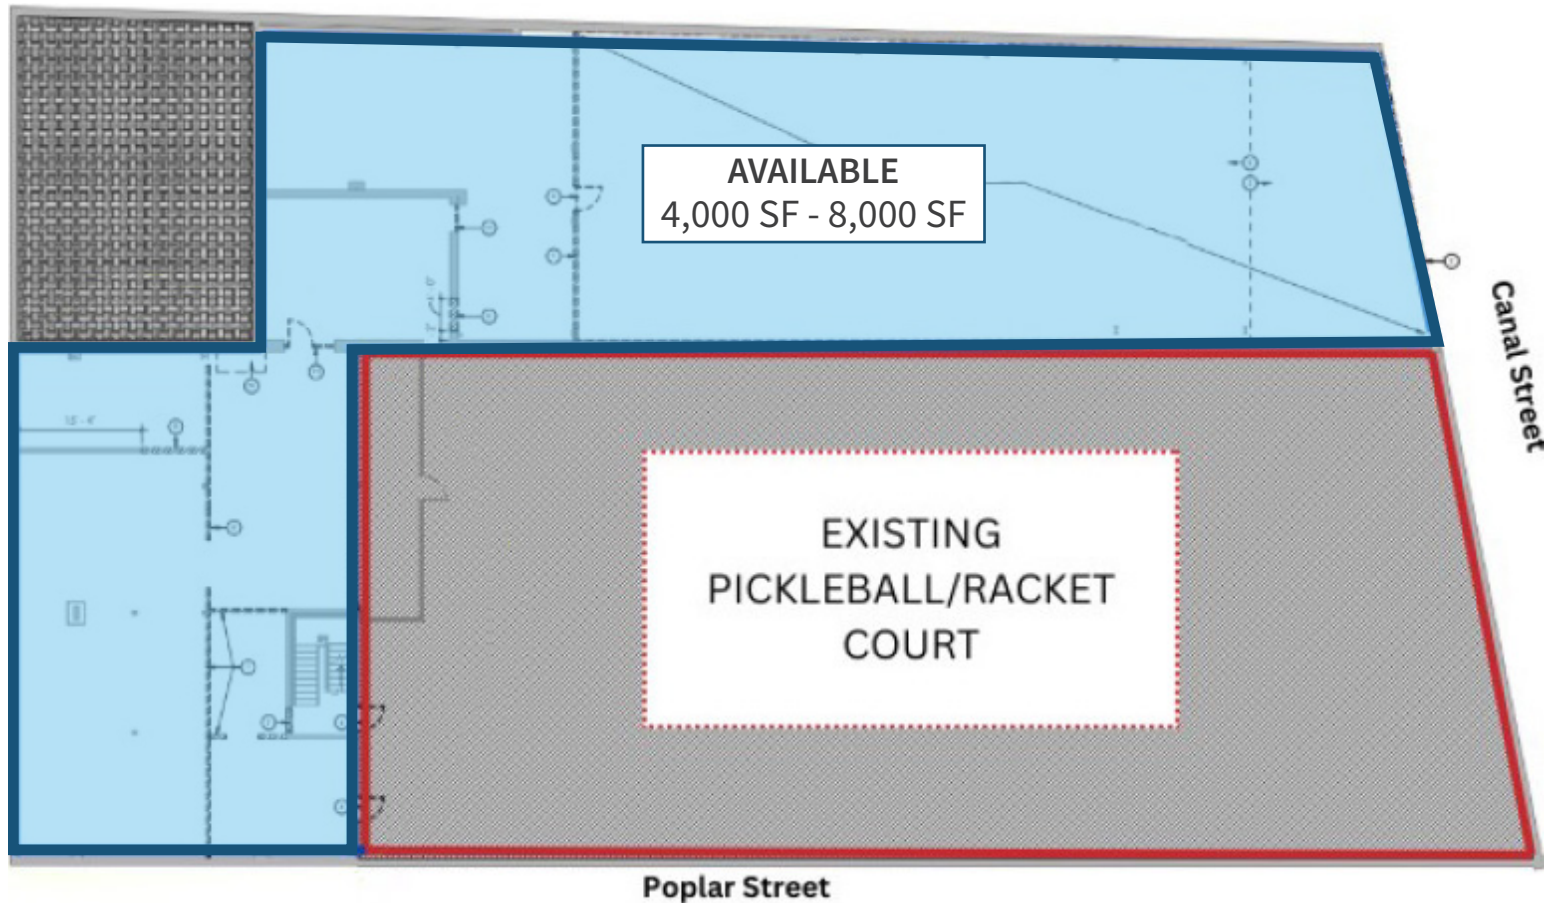 AVAILABLE
4,000 SF - 8,000 SF
Canal Street
EXISTING
PICKLEBALL/RACKET
COURT
Poplar Street